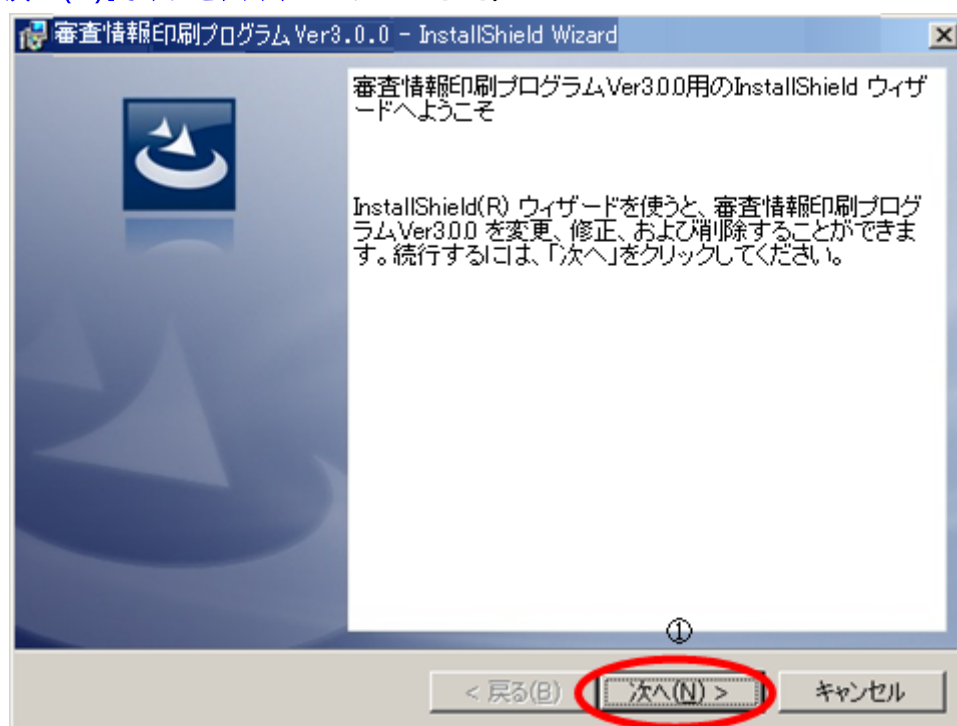 審査情報印刷プログラム Ver3.0.0 - InstallShield Wizard
審査情報印刷プログラムVer3.0.0用のInstallShield ウィザ
ードへようこそ
InstallShield(R) ウィザードを使うと、審査情報印刷プログ
ラムVer3.0.0 を変更、修正、および削除することができま
す。続行するには、「次へ」をクリックしてください。
①
< 戻る(B)
次へ(N) >
キャンセル